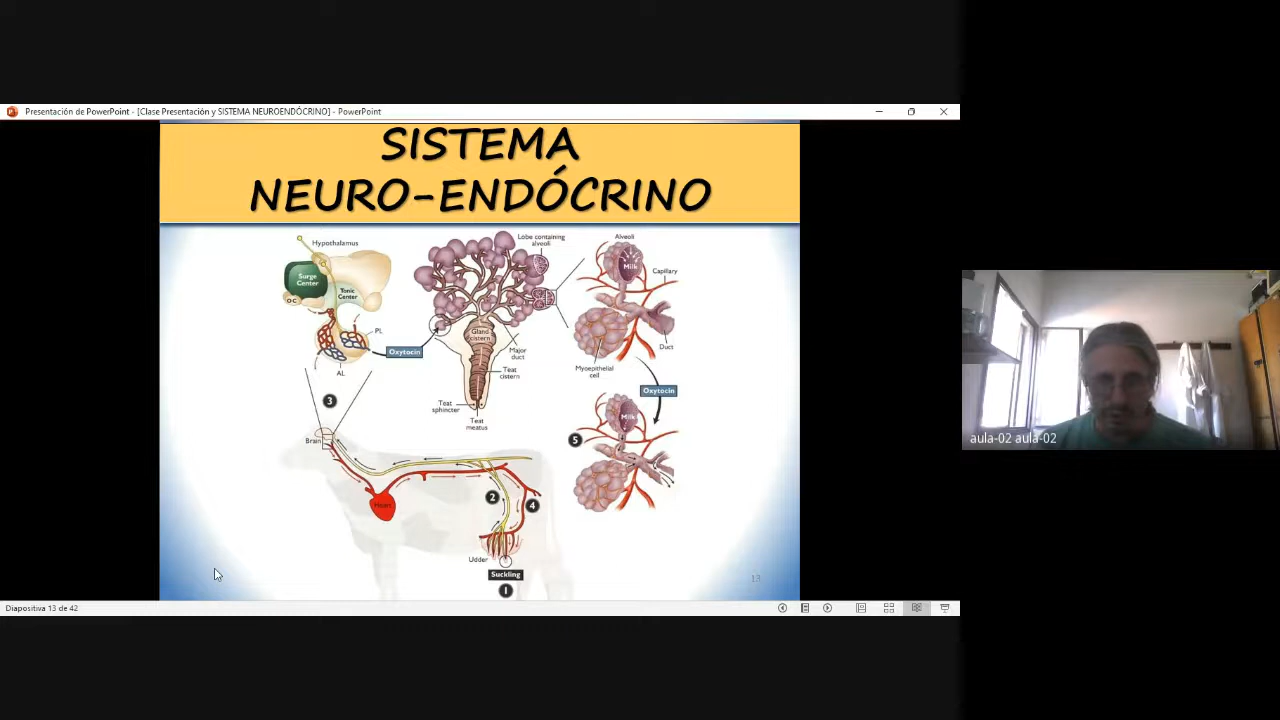 Presentación de PowerPoint - [Clase Presentación y SISTEMA NEUROENDÓCRINO] - PowerPoint
SISTEMA
NEURO-ENDÓCRINO
Hypothalamus
Surge
Center
Tonic
Center
OC
PL
AL
Oxytocin
Lobe containing
alveoli
Gland
cistern
Major
duct
Teat
cistern
Teat
sphincter
Teat
meatus
Alveoli
Milk
Capillary
Duct
Myoepithelial
cell
Oxytocin
3
Milk
5
Brain
Heart
2
4
Udder
Suckling
1
13
Diapositiva 13 de 42
aula-02 aula-02